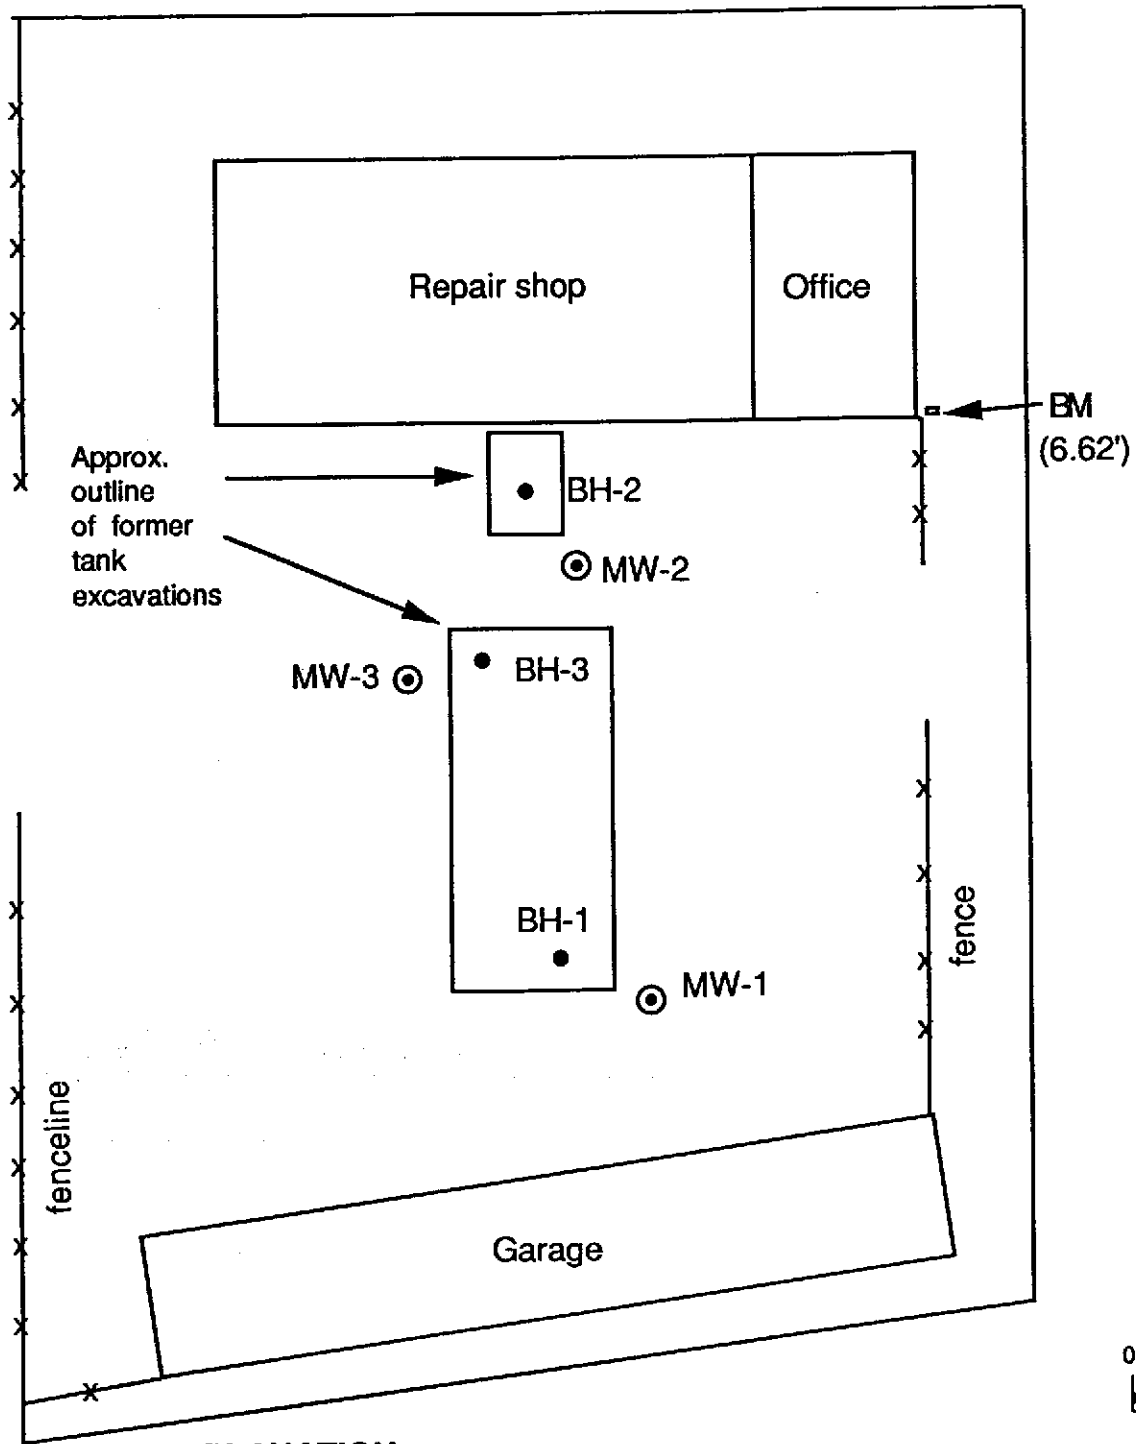 Repair shop
Office
BM
(6.62')
Approx.
outline
of former
tank
excavations
BH-2
MW-2
MW-3
BH-3
BH-1
MW-1
fence
fenceline
Garage
0